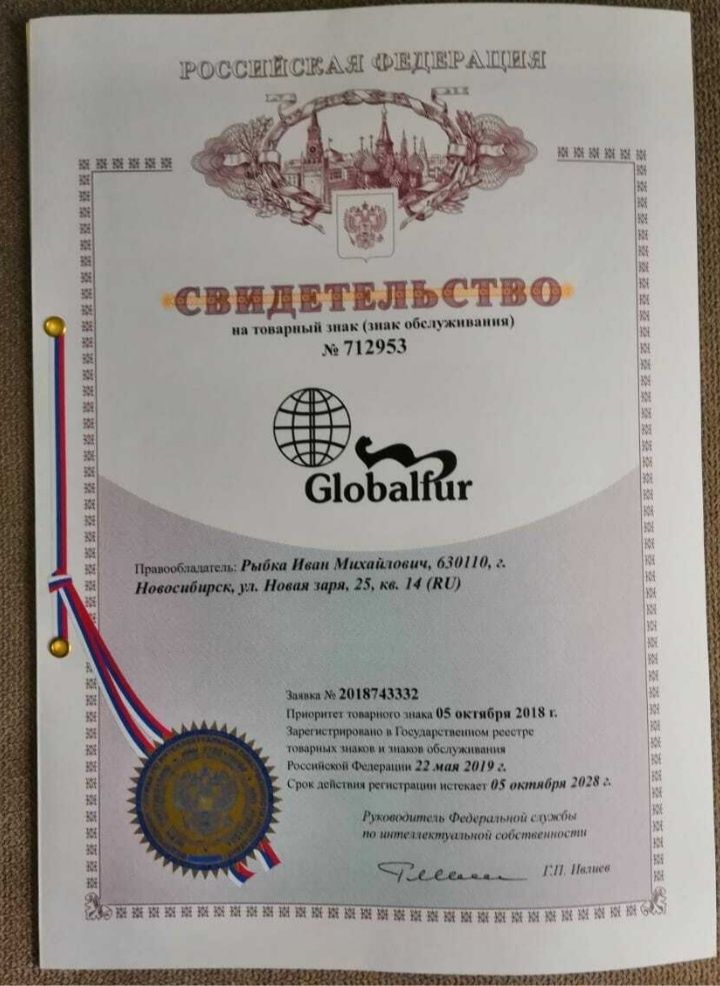 РОССИЙСКАЯ ФЕДЕРАЦИЯ
СВИДЕТЕЛЬСТВО
на товарный знак (знак обслуживания)
№ 712953
Globalfur
Правообладатель: Рыбка Иван Михайлович, 630110, г.
Новосибирск, ул. Новая заря, 25, кв. 14 (RU)
Заявка № 2018743332
Приоритет товарного знака 05 октября 2018 г.
Зарегистрировано в Государственном реестре
товарных знаков и знаков обслуживания
Российской Федерации 22 мая 2019 г.
Срок действия регистрации истекает 05 октября 2028 г.
Руководитель Федеральной службы
по интеллектуальной собственности
Г.П. Ивлиев